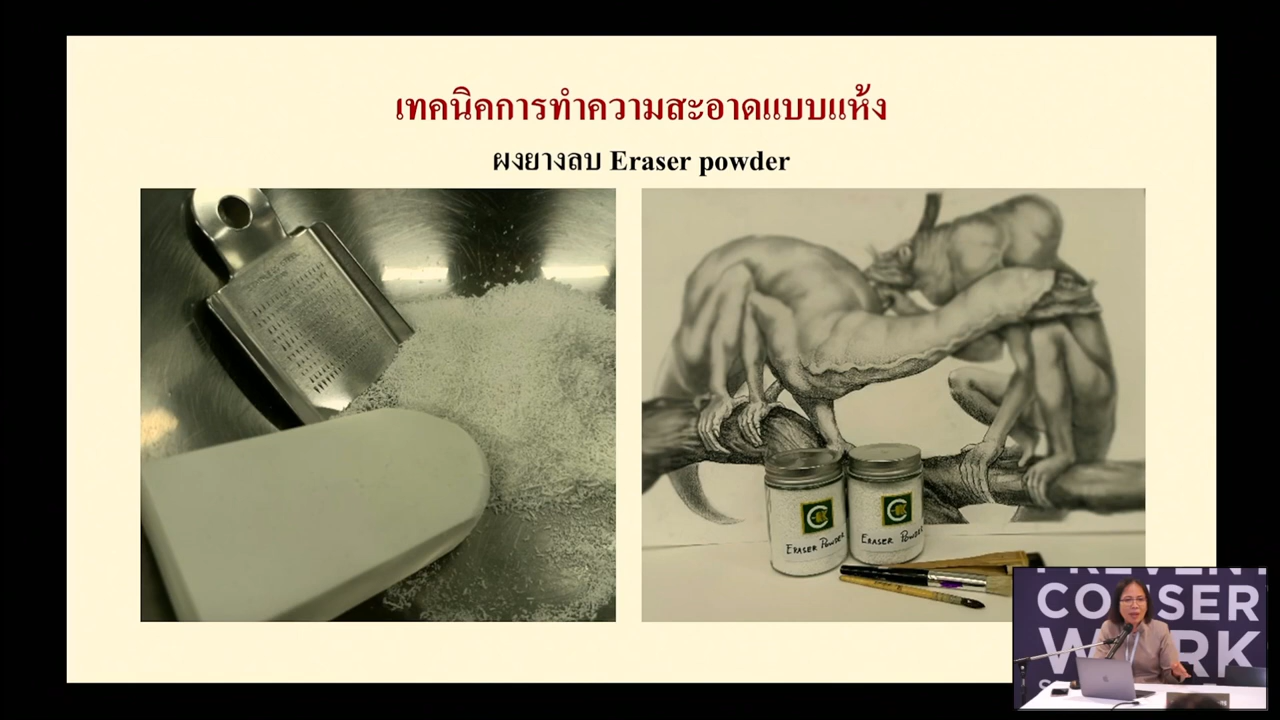 เทคนิคการทำความสะอาดแบบแห้ง
ผงยางลบ Eraser powder
ERASER POWDER
ERASER POWDER
PREVENT
CONSER
WORK